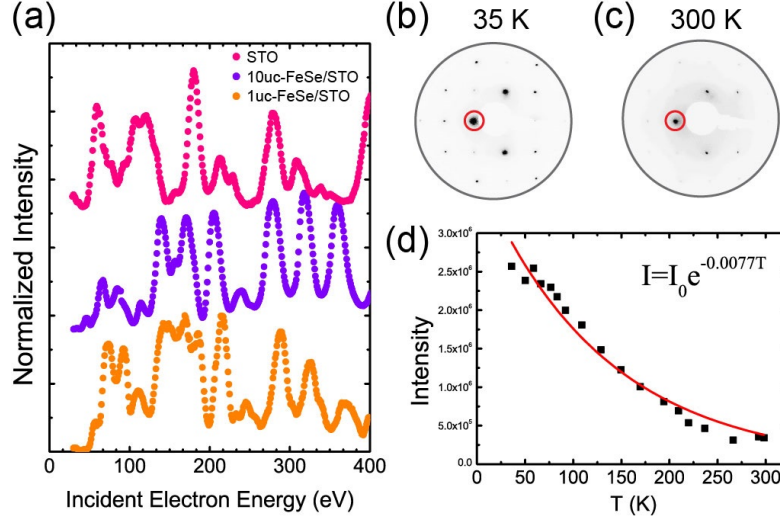 (a)
STO
10uc-FeSe/STO
1uc-FeSe/STO
Normalized Intensity
0 100 200 300 400
Incident Electron Energy (eV)
(b) 35 K
(c) 300 K
(d)
I=I₀e^-0.0077T
3.0x10⁶
2.5x10⁶
2.0x10⁶
1.5x10⁶
1.0x10⁶
5.0x10⁵
0.0
Intensity
0 50 100 150 200 250 300
T (K)